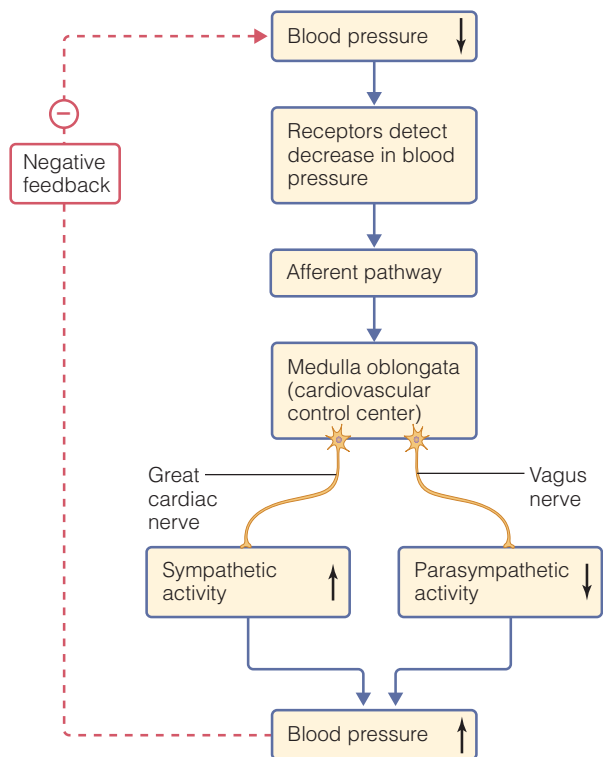 Blood pressure
Receptors detect
decrease in blood
pressure
Negative
feedback
Afferent pathway
Medulla oblongata
(cardiovascular
control center)
Great
cardiac
nerve
Vagus
nerve
Sympathetic
activity
Parasympathetic
activity
Blood pressure